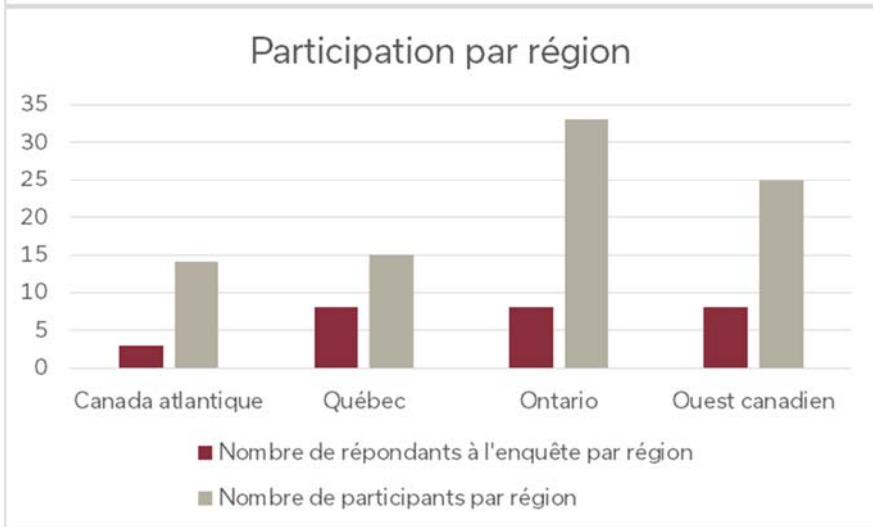 Participation par région
35
30
25
20
15
10
5
0
Canada atlantique Québec Ontario Ouest canadien
Nombre de répondants à l'enquête par région
Nombre de participants par région